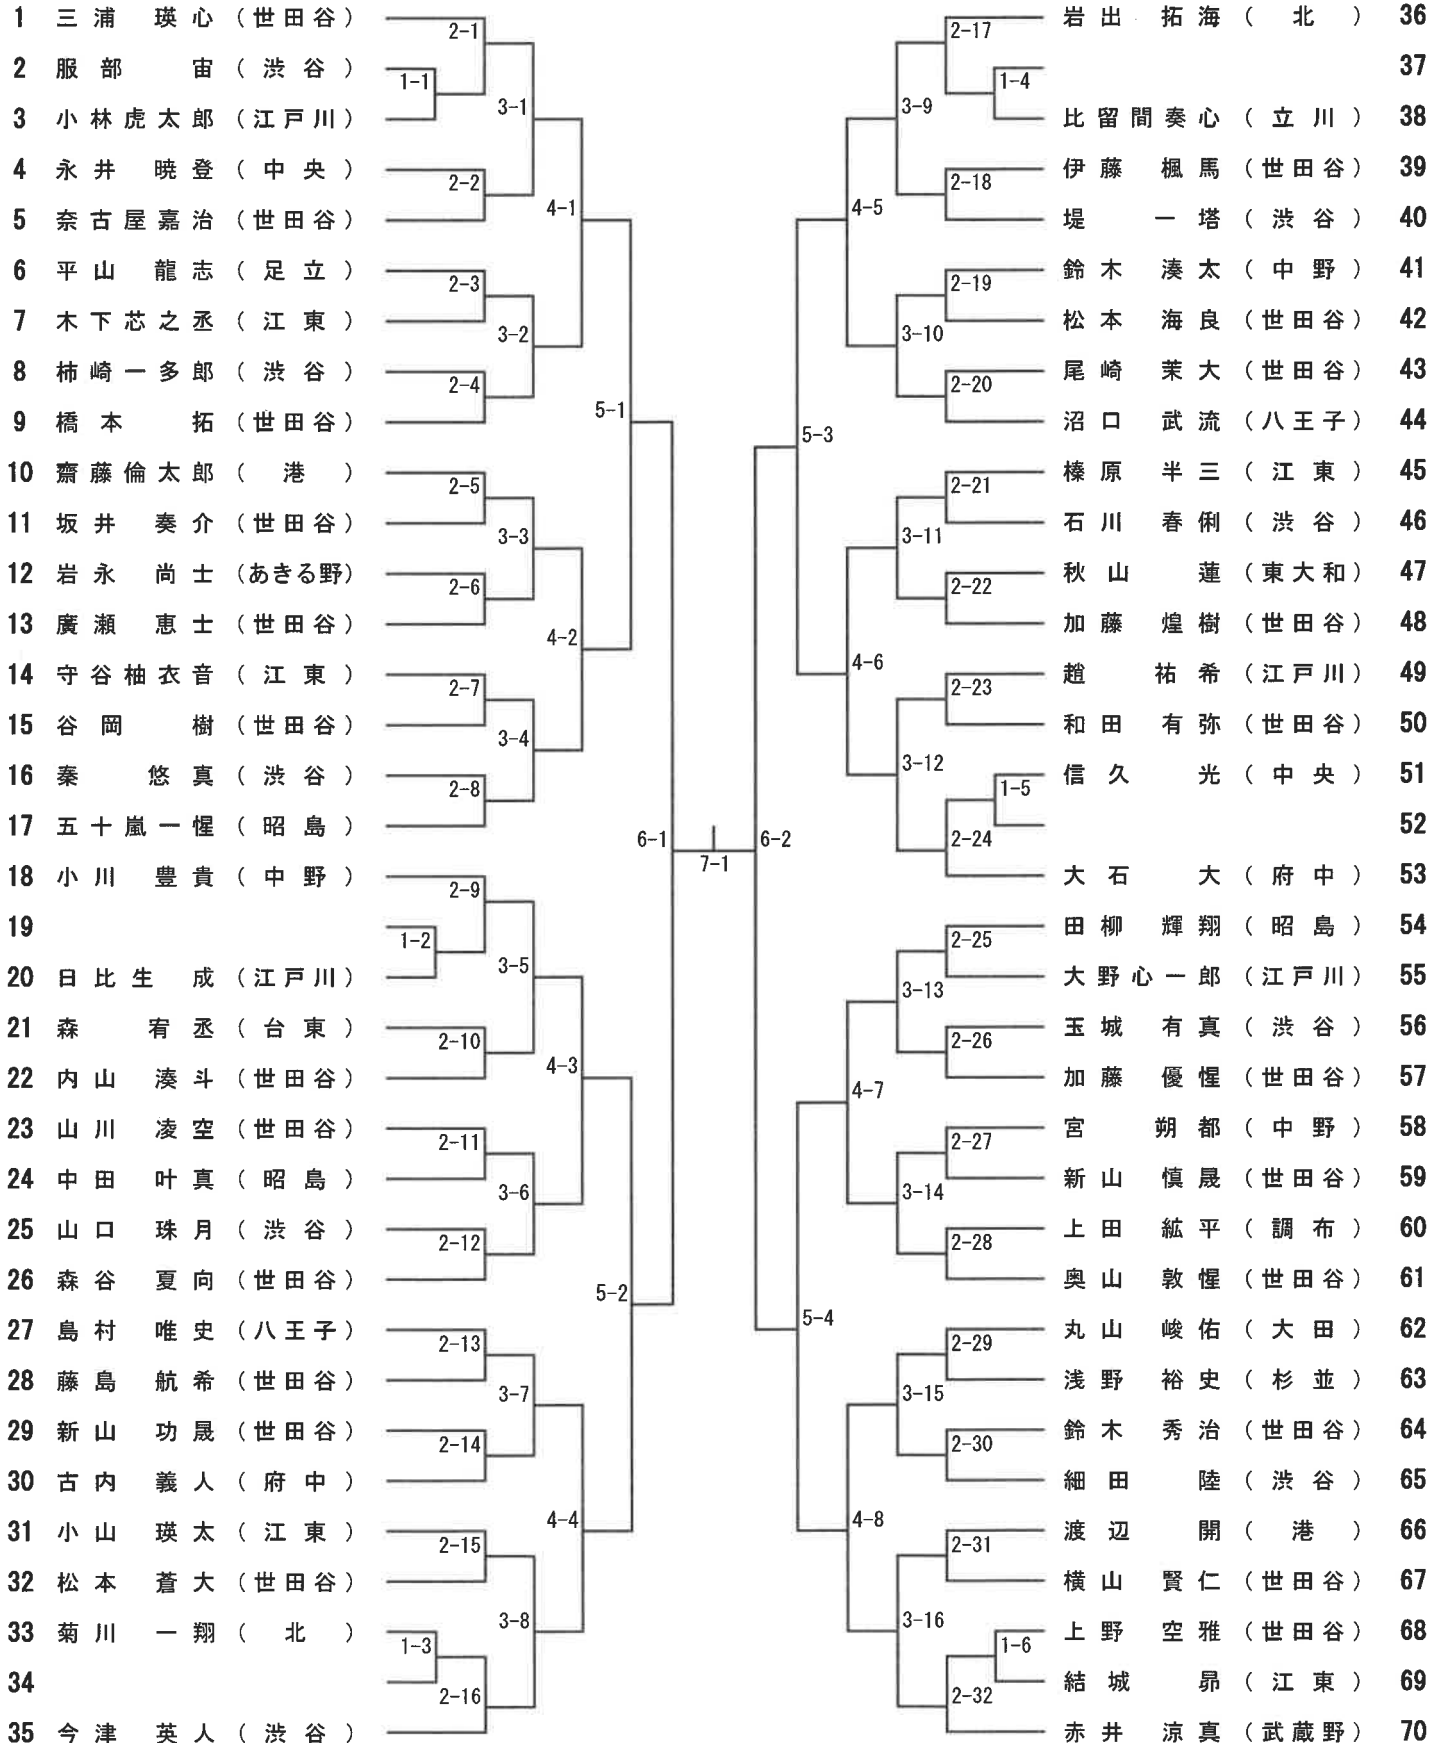 1 三浦 瑛心 (世田谷)
2 服部 宙 (渋谷)
3 小林虎太郎 (江戸川)
4 永井 暁登 (中央)
5 奈古屋嘉治 (世田谷)
6 平山 龍志 (足立)
7 木下芯之丞 (江東)
8 柿崎一多郎 (渋谷)
9 橋本 拓 (世田谷)
10 齋藤倫太郎 (港)
11 坂井 奏介 (世田谷)
12 岩永 尚士 (あきる野)
13 廣瀬 恵士 (世田谷)
14 守谷柚衣音 (江東)
15 谷岡 樹 (世田谷)
16 秦 悠真 (渋谷)
17 五十嵐一惺 (昭島)
18 小川 豊貴 (中野)
19
20 日比生 成 (江戸川)
21 森 宥丞 (台東)
22 内山 湊斗 (世田谷)
23 山川 凌空 (世田谷)
24 中田 叶真 (昭島)
25 山口 珠月 (渋谷)
26 森谷 夏向 (世田谷)
27 島村 唯史 (八王子)
28 藤島 航希 (世田谷)
29 新山 功晟 (世田谷)
30 古内 義人 (府中)
31 小山 瑛太 (江東)
32 松本 蒼大 (世田谷)
33 菊川 一翔 (北)
34
35 今津 英人 (渋谷)
1-1
1-2
1-3
2-1
2-2
2-3
2-4
2-5
2-6
2-7
2-8
2-9
2-10
2-11
2-12
2-13
2-14
2-15
2-16
3-1
3-2
3-3
3-4
3-5
3-6
3-7
3-8
4-1
4-2
4-3
4-4
5-1
5-2
6-1
7-1
6-2
5-3
5-4
4-5
4-6
4-7
4-8
3-9
3-10
3-11
3-12
3-13
3-14
3-15
3-16
2-17
2-18
2-19
2-20
2-21
2-22
2-23
2-24
2-25
2-26
2-27
2-28
2-29
2-30
2-31
2-32
1-4
1-5
1-6
岩出 拓海 (北) 36
37
比留間奏心 (立川) 38
伊藤 楓馬 (世田谷) 39
堤 一塔 (渋谷) 40
鈴木 湊太 (中野) 41
松本 海良 (世田谷) 42
尾崎 茉大 (世田谷) 43
沼口 武流 (八王子) 44
榛原 半三 (江東) 45
石川 春俐 (渋谷) 46
秋山 蓮 (東大和) 47
加藤 煌樹 (世田谷) 48
趙 祐希 (江戸川) 49
和田 有弥 (世田谷) 50
信久 光 (中央) 51
52
大石 大 (府中) 53
田柳 輝翔 (昭島) 54
大野心一郎 (江戸川) 55
玉城 有真 (渋谷) 56
加藤 優惺 (世田谷) 57
宮 朔都 (中野) 58
新山 慎晟 (世田谷) 59
上田 紘平 (調布) 60
奥山 敦惺 (世田谷) 61
丸山 峻佑 (大田) 62
浅野 裕史 (杉並) 63
鈴木 秀治 (世田谷) 64
細田 陸 (渋谷) 65
渡辺 開 (港) 66
横山 賢仁 (世田谷) 67
上野 空雅 (世田谷) 68
結城 昴 (江東) 69
赤井 涼真 (武蔵野) 70